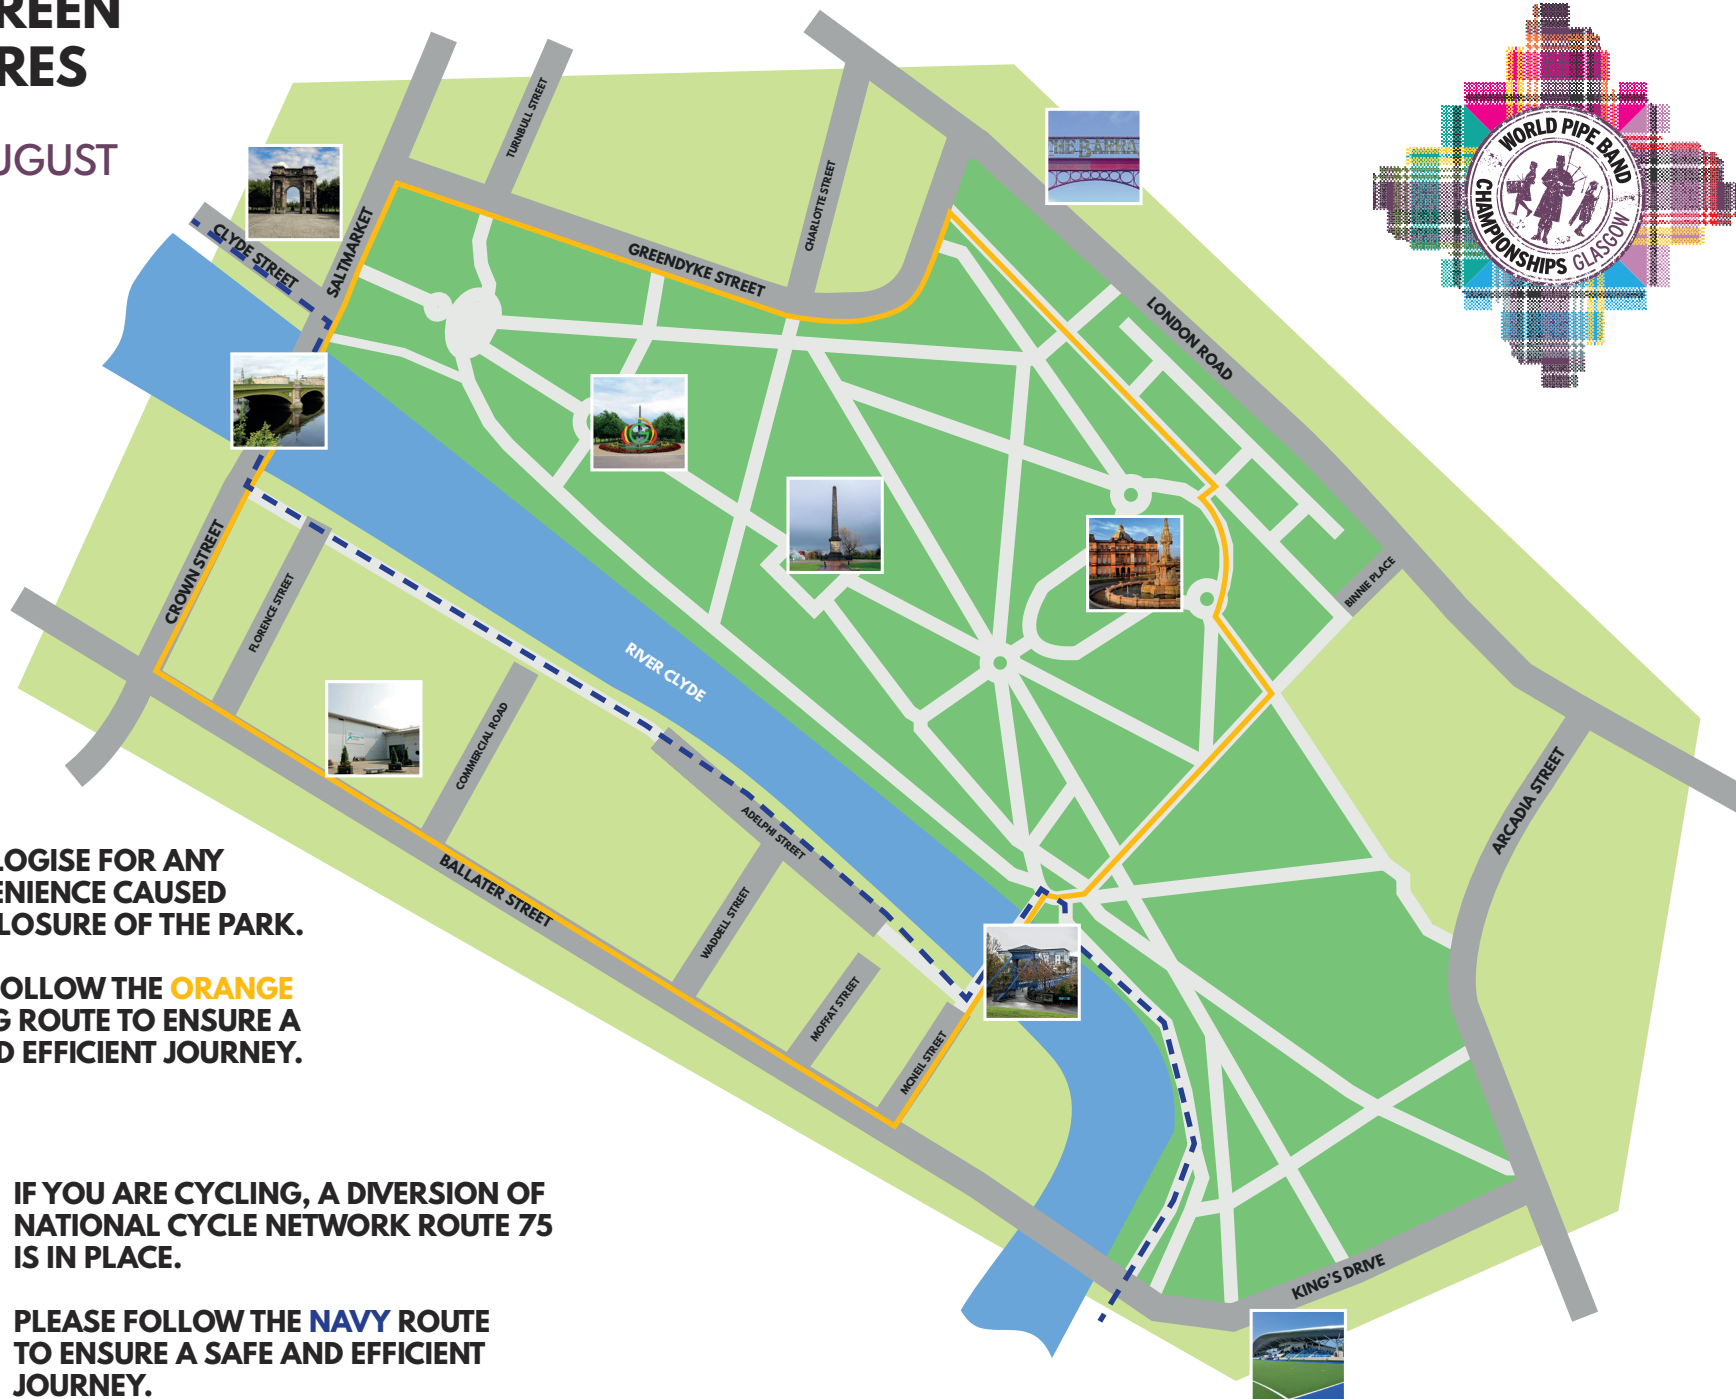 REEN
RES
UGUST
WORLD PIPE BAND
CHAMPIONSHIPS GLASGOW
TURNBULL STREET
CHARLOTTE STREET
CLYDE STREET
SALTMARKET
GREENDYKE STREET
LONDON ROAD
BINNIE PLACE
CROWN STREET
FLORENCE STREET
RIVER CLYDE
COMMERCIAL ROAD
ADELPHI STREET
ARCADIA STREET
BALLATER STREET
WADDELL STREET
MOFFAT STREET
MCNEIL STREET
KING'S DRIVE
LOGISE FOR ANY
ENIENCE CAUSED
LOSURE OF THE PARK.
OLLOW THE ORANGE
G ROUTE TO ENSURE A
D EFFICIENT JOURNEY.
IF YOU ARE CYCLING, A DIVERSION OF
NATIONAL CYCLE NETWORK ROUTE 75
IS IN PLACE.
PLEASE FOLLOW THE NAVY ROUTE
TO ENSURE A SAFE AND EFFICIENT
JOURNEY.